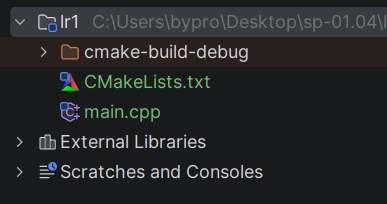 lr1 C:\Users\bypro\Desktop\sp-01.04\l
cmake-build-debug
CMakeLists.txt
main.cpp
External Libraries
Scratches and Consoles